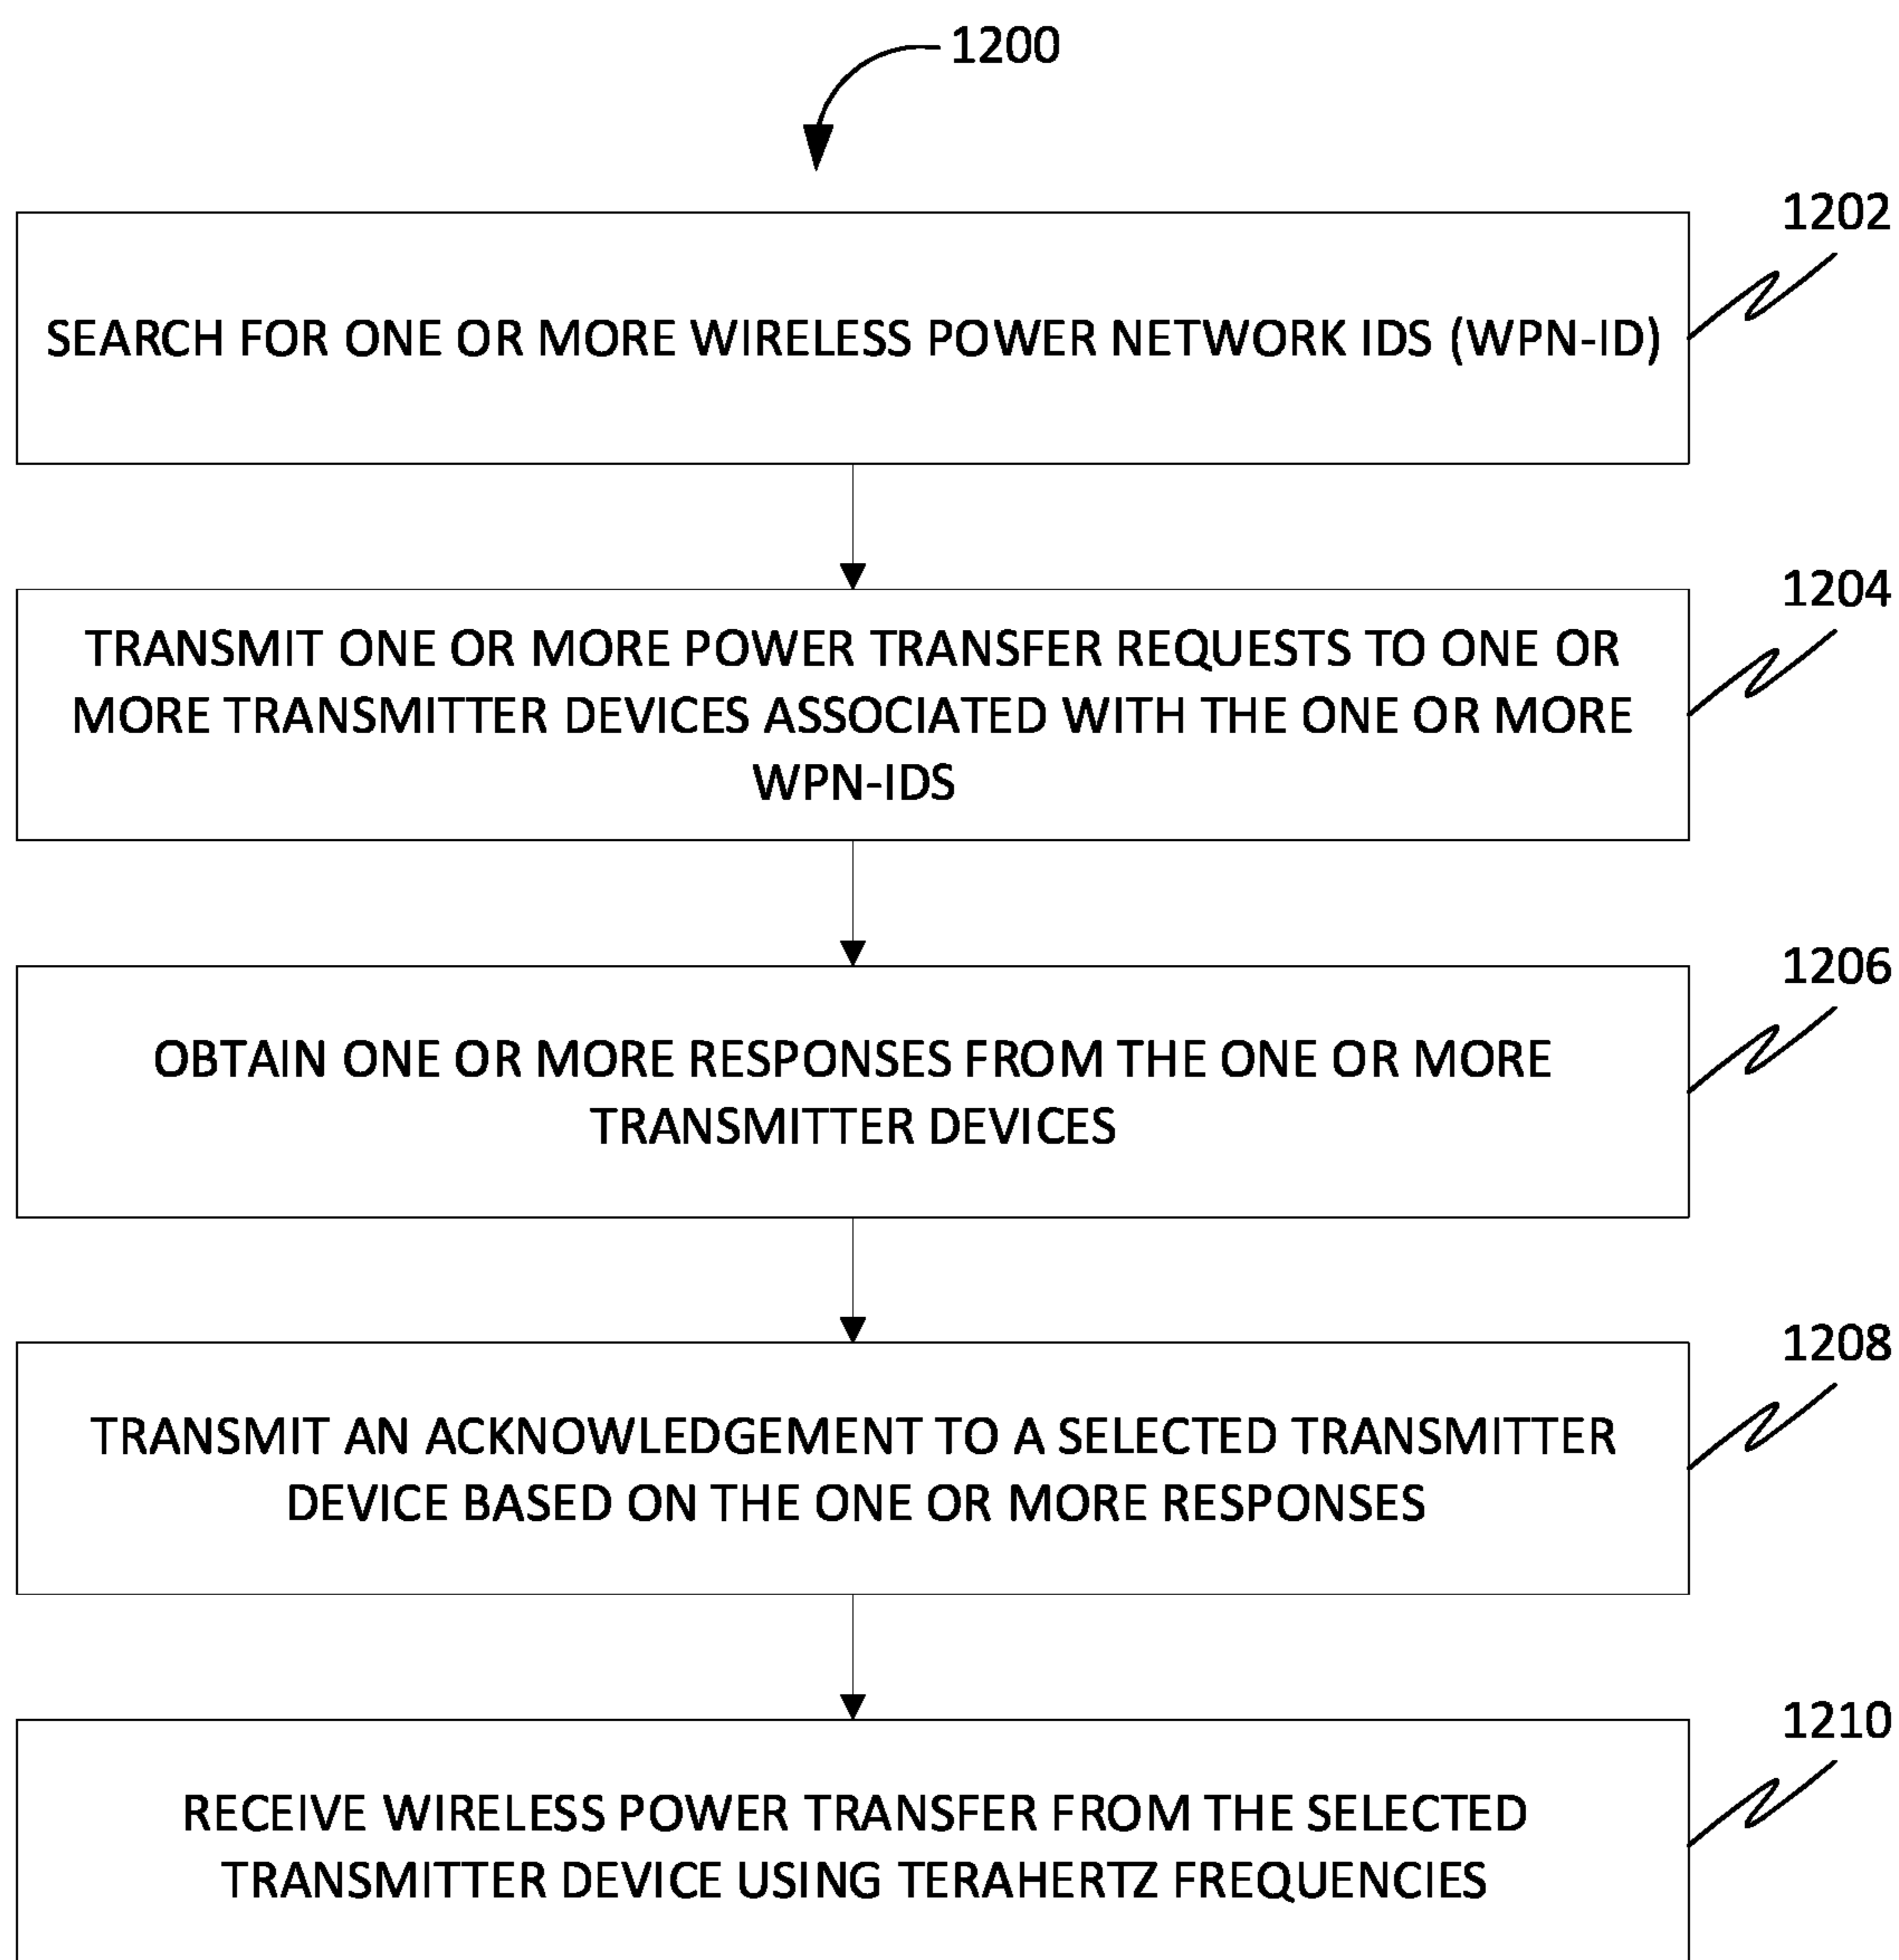 1200
1202
SEARCH FOR ONE OR MORE WIRELESS POWER NETWORK IDS (WPN-ID)
1204
TRANSMIT ONE OR MORE POWER TRANSFER REQUESTS TO ONE OR
MORE TRANSMITTER DEVICES ASSOCIATED WITH THE ONE OR MORE
WPN-IDS
1206
OBTAIN ONE OR MORE RESPONSES FROM THE ONE OR MORE
TRANSMITTER DEVICES
1208
TRANSMIT AN ACKNOWLEDGEMENT TO A SELECTED TRANSMITTER
DEVICE BASED ON THE ONE OR MORE RESPONSES
1210
RECEIVE WIRELESS POWER TRANSFER FROM THE SELECTED
TRANSMITTER DEVICE USING TERAHERTZ FREQUENCIES